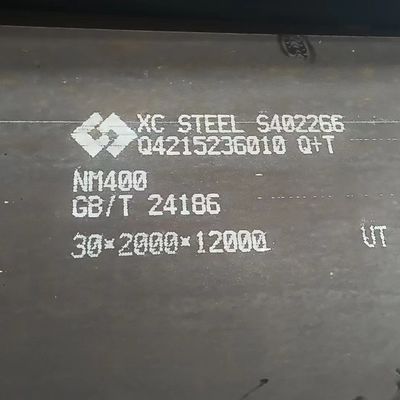 XC STEEL S402266
Q4215236010 Q+T
NM400
GB/T 24186
30*2000*12000 UT